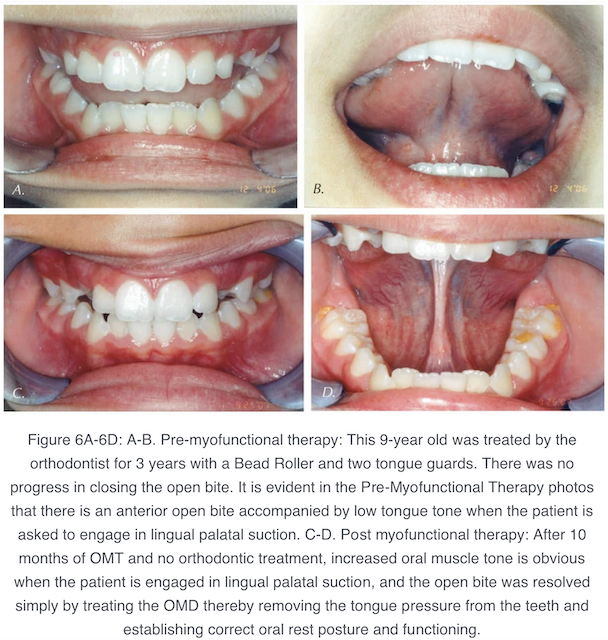 A.
12 4'06
B.
12 4'06
C.
D.
Figure 6A-6D: A-B. Pre-myofunctional therapy: This 9-year old was treated by the
orthodontist for 3 years with a Bead Roller and two tongue guards. There was no
progress in closing the open bite. It is evident in the Pre-Myofunctional Therapy photos
that there is an anterior open bite accompanied by low tongue tone when the patient is
asked to engage in lingual palatal suction. C-D. Post myofunctional therapy: After 10
months of OMT and no orthodontic treatment, increased oral muscle tone is obvious
when the patient is engaged in lingual palatal suction, and the open bite was resolved
simply by treating the OMD thereby removing the tongue pressure from the teeth and
establishing correct oral rest posture and functioning.